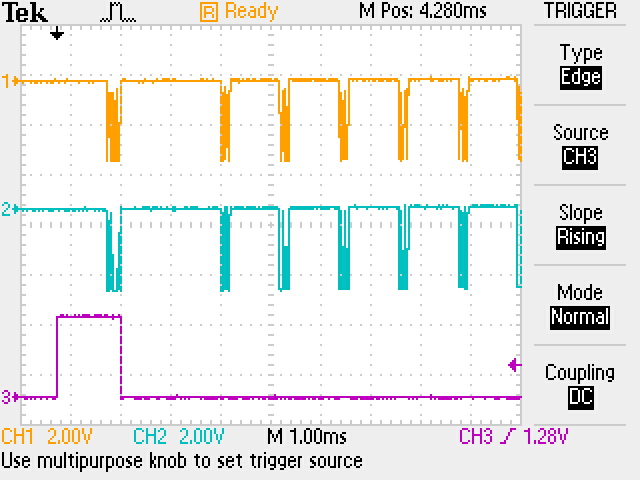 Tek R Ready M Pos: 4.280ms TRIGGER
Type
Edge
1
Source
CH3
2
Slope
Rising
Mode
Normal
Coupling
DC
3
CH1 2.00V CH2 2.00V M 1.00ms CH3 1.28V
Use multipurpose knob to set trigger source